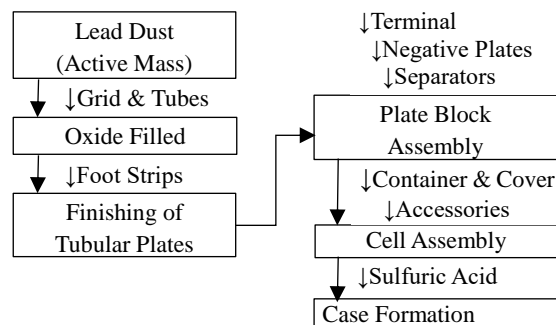 Lead Dust
(Active Mass)
↓Grid & Tubes
Oxide Filled
↓Foot Strips
Finishing of
Tubular Plates
↓Terminal
↓Negative Plates
↓Separators
Plate Block
Assembly
↓Container & Cover
↓Accessories
Cell Assembly
↓Sulfuric Acid
Case Formation